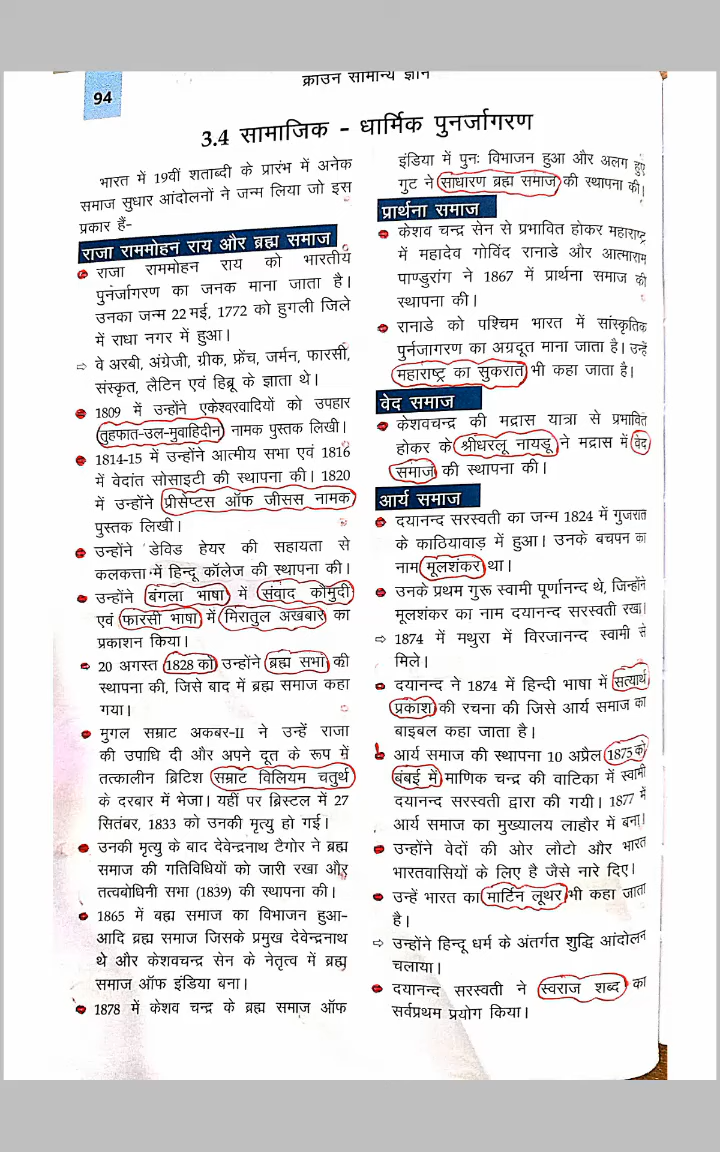 क्राउन सामान्य ज्ञान
94
3.4 सामाजिक - धार्मिक पुनर्जागरण
भारत में 19वीं शताब्दी के प्रारंभ में अनेक
समाज सुधार आंदोलनों ने जन्म लिया जो इस
प्रकार हैं-
राजा राममोहन राय और ब्रह्म समाज
राजा राममोहन राय को भारतीय
पुनर्जागरण का जनक माना जाता है।
उनका जन्म 22 मई, 1772 को हुगली जिले
में राधा नगर में हुआ।
⇨ वे अरबी, अंग्रेजी, ग्रीक, फ्रेंच, जर्मन, फारसी,
संस्कृत, लैटिन एवं हिब्रू के ज्ञाता थे।
1809 में उन्होंने एकेश्वरवादियों को उपहार
(तुहफात-उल-मुवाहिदीन) नामक पुस्तक लिखी।
1814-15 में उन्होंने आत्मीय सभा एवं 1816
में वेदांत सोसाइटी की स्थापना की। 1820
में उन्होंने प्रीसेप्टस ऑफ जीसस नामक
पुस्तक लिखी।
उन्होंने डेविड हेयर की सहायता से
कलकत्ता में हिन्दू कॉलेज की स्थापना की।
उन्होंने बंगला भाषा में संवाद कौमुदी
एवं फारसी भाषा में मिरातुल अखबार का
प्रकाशन किया।
⇨ 20 अगस्त 1828 को उन्होंने ब्रह्म सभा की
स्थापना की, जिसे बाद में ब्रह्म समाज कहा
गया।
मुगल सम्राट अकबर-II ने उन्हें राजा
की उपाधि दी और अपने दूत के रूप में
तत्कालीन ब्रिटिश सम्राट विलियम चतुर्थ
के दरबार में भेजा। यहीं पर ब्रिस्टल में 27
सितंबर, 1833 को उनकी मृत्यु हो गई।
उनकी मृत्यु के बाद देवेन्द्रनाथ टैगोर ने ब्रह्म
समाज की गतिविधियों को जारी रखा और
तत्वबोधिनी सभा (1839) की स्थापना की।
1865 में बह्म समाज का विभाजन हुआ-
आदि ब्रह्म समाज जिसके प्रमुख देवेन्द्रनाथ
थे और केशवचन्द्र सेन के नेतृत्व में ब्रह्म
समाज ऑफ इंडिया बना।
1878 में केशव चन्द्र के ब्रह्म समाज ऑफ
इंडिया में पुनः विभाजन हुआ और अलग हुए
गुट ने साधारण ब्रह्म समाज की स्थापना की।
प्रार्थना समाज
केशव चन्द्र सेन से प्रभावित होकर महाराष्ट्र
में महादेव गोविंद रानाडे और आत्माराम
पाण्डुरांग ने 1867 में प्रार्थना समाज की
स्थापना की।
रानाडे को पश्चिम भारत में सांस्कृतिक
पुर्नजागरण का अग्रदूत माना जाता है। उन्हें
महाराष्ट्र का सुकरात भी कहा जाता है।
वेद समाज
केशवचन्द्र की मद्रास यात्रा से प्रभावित
होकर के श्रीधरलू नायडू ने मद्रास में वेद
समाज की स्थापना की।
आर्य समाज
दयानन्द सरस्वती का जन्म 1824 में गुजरात
के काठियावाड़ में हुआ। उनके बचपन का
नाम मूलशंकर था।
उनके प्रथम गुरू स्वामी पूर्णानन्द थे, जिन्होंने
मूलशंकर का नाम दयानन्द सरस्वती रखा।
⇨ 1874 में मथुरा में विरजानन्द स्वामी से
मिले।
दयानन्द ने 1874 में हिन्दी भाषा में सत्यार्थ
प्रकाश की रचना की जिसे आर्य समाज का
बाइबल कहा जाता है।
आर्य समाज की स्थापना 10 अप्रैल 1875 को
बंबई में माणिक चन्द्र की वाटिका में स्वामी
दयानन्द सरस्वती द्वारा की गयी। 1877 में
आर्य समाज का मुख्यालय लाहौर में बना।
उन्होंने वेदों की ओर लौटो और भारत
भारतवासियों के लिए है जैसे नारे दिए।
उन्हें भारत का मार्टिन लूथर भी कहा जाता
है।
⇨ उन्होंने हिन्दू धर्म के अंतर्गत शुद्धि आंदोलन
चलाया।
दयानन्द सरस्वती ने स्वराज शब्द का
सर्वप्रथम प्रयोग किया।